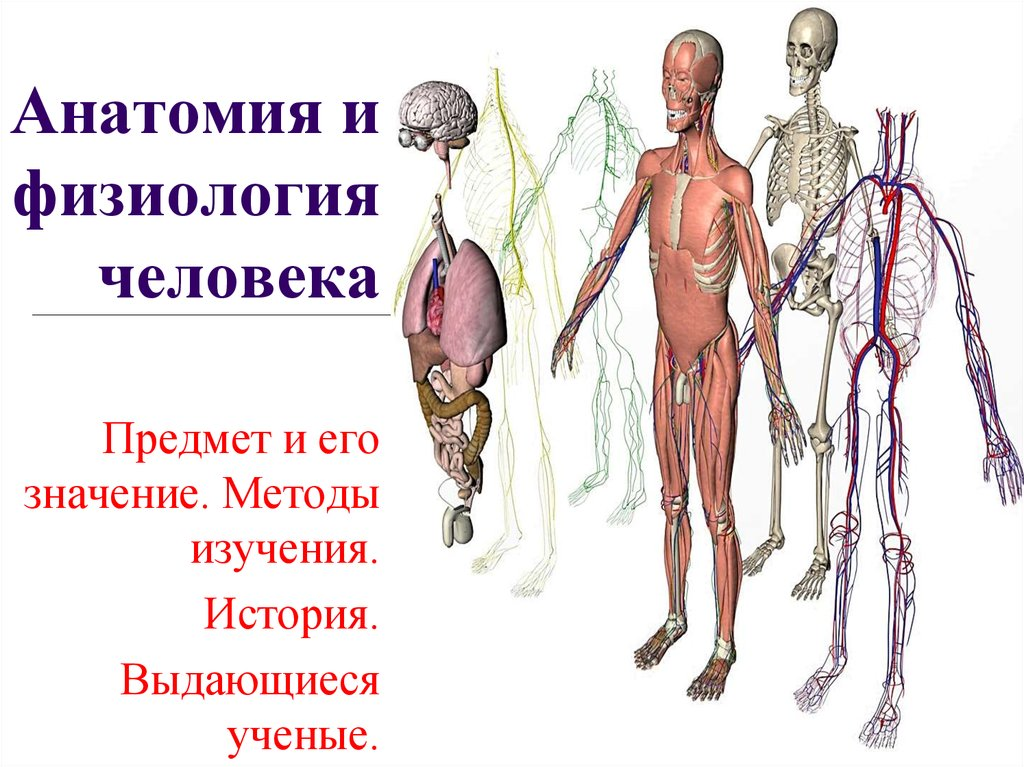 Анатомия и
физиология
человека
Предмет и его
значение. Методы
изучения.
История.
Выдающиеся
ученые.